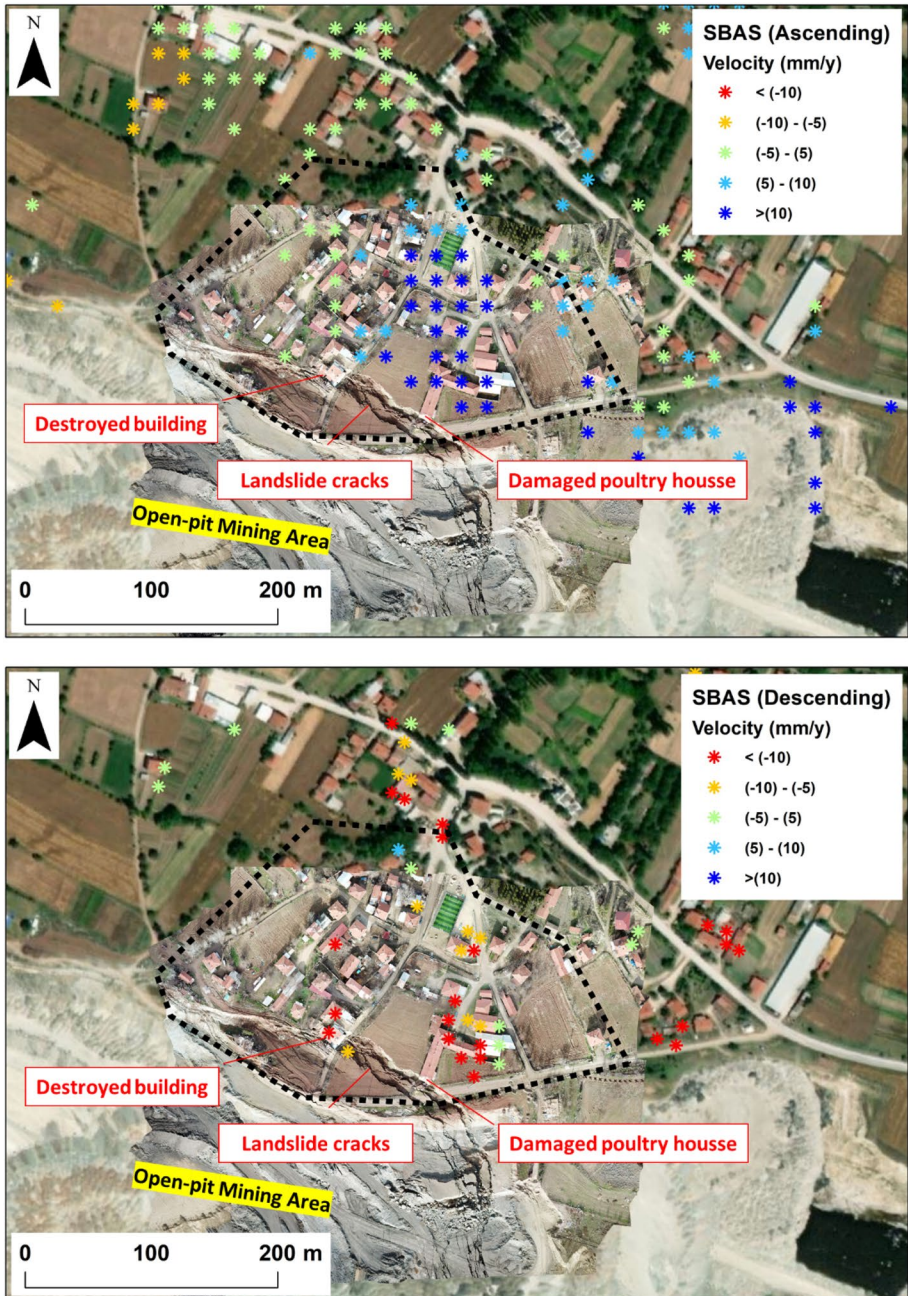 N
SBAS (Ascending)
Velocity (mm/y)
< (-10)
(-10) - (-5)
(-5) - (5)
(5) - (10)
>(10)
Destroyed building
Landslide cracks
Damaged poultry housse
Open-pit Mining Area
0 100 200 m
N
SBAS (Descending)
Velocity (mm/y)
< (-10)
(-10) - (-5)
(-5) - (5)
(5) - (10)
>(10)
Destroyed building
Landslide cracks
Damaged poultry housse
Open-pit Mining Area
0 100 200 m